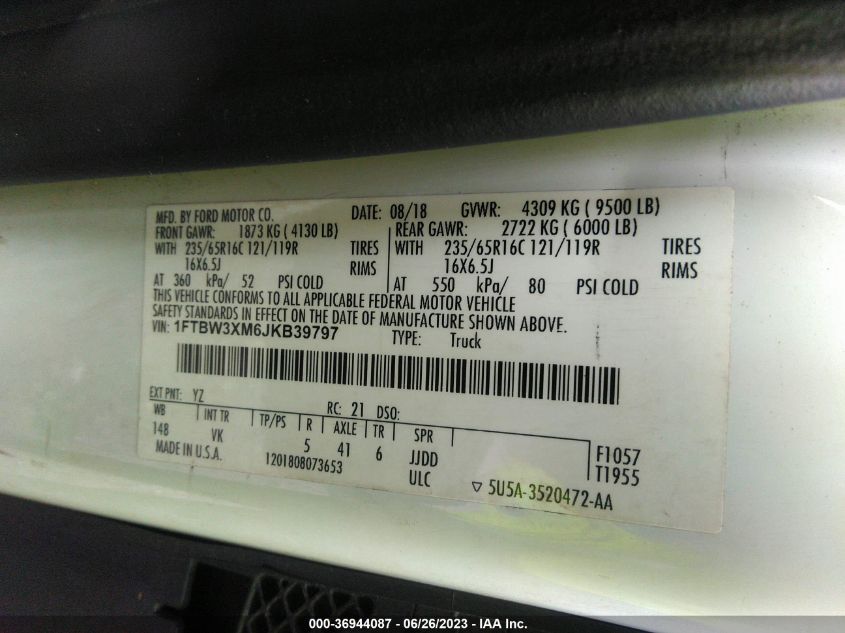 MFD. BY FORD MOTOR CO. DATE: 08/18 GVWR: 4309 KG ( 9500 LB)
FRONT GAWR: 1873 KG ( 4130 LB) REAR GAWR: 2722 KG ( 6000 LB)
WITH 235/65R16C 121/119R TIRES WITH 235/65R16C 121/119R TIRES
16X6.5J RIMS 16X6.5J RIMS
AT 360 kPa/ 52 PSI COLD AT 550 kPa/ 80 PSI COLD
THIS VEHICLE CONFORMS TO ALL APPLICABLE FEDERAL MOTOR VEHICLE
SAFETY STANDARDS IN EFFECT ON THE DATE OF MANUFACTURE SHOWN ABOVE.
VIN: 1FTBW3XM6JKB39797 TYPE: Truck
EXT PNT: YZ RC: 21 DSO:
WB INT TR TP/PS R AXLE TR SPR
148 VK 5 41 6 JJDD F1057
MADE IN U.S.A. 1201808073653 ULC T1955
▽ 5U5A-3520472-AA
000-36944087 - 06/26/2023 - IAA Inc.